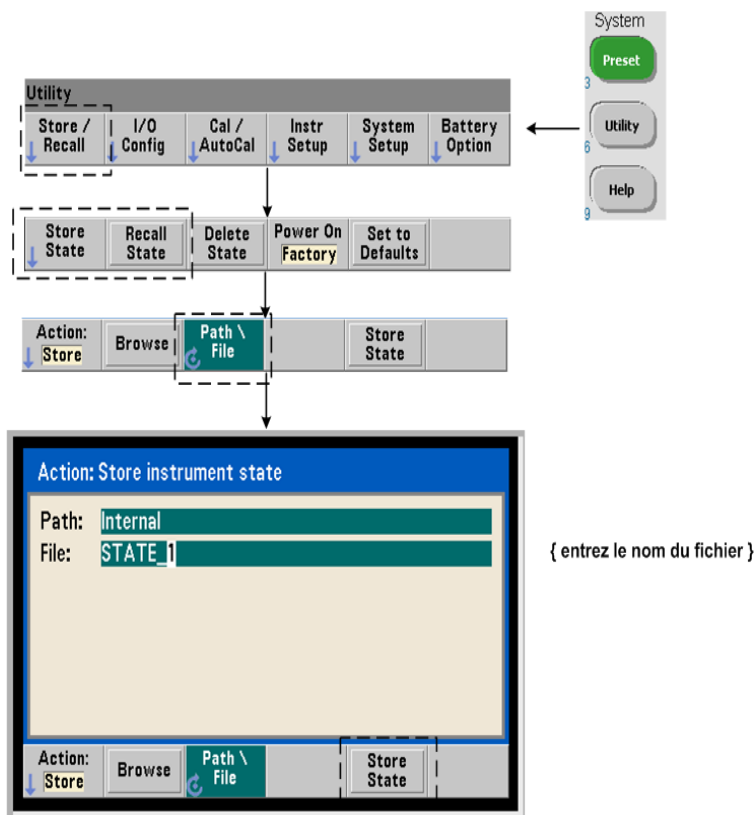 System
Preset
3
Utility
Store / Recall
I/O Config
Cal / AutoCal
Instr Setup
System Setup
Battery Option
Utility
6
Help
9
Store State
Recall State
Delete State
Power On Factory
Set to Defaults
Action: Store
Browse
Path \ File
Store State
Action: Store instrument state
Path: Internal
File: STATE_1
{ entrez le nom du fichier }
Action: Store
Browse
Path \ File
Store State